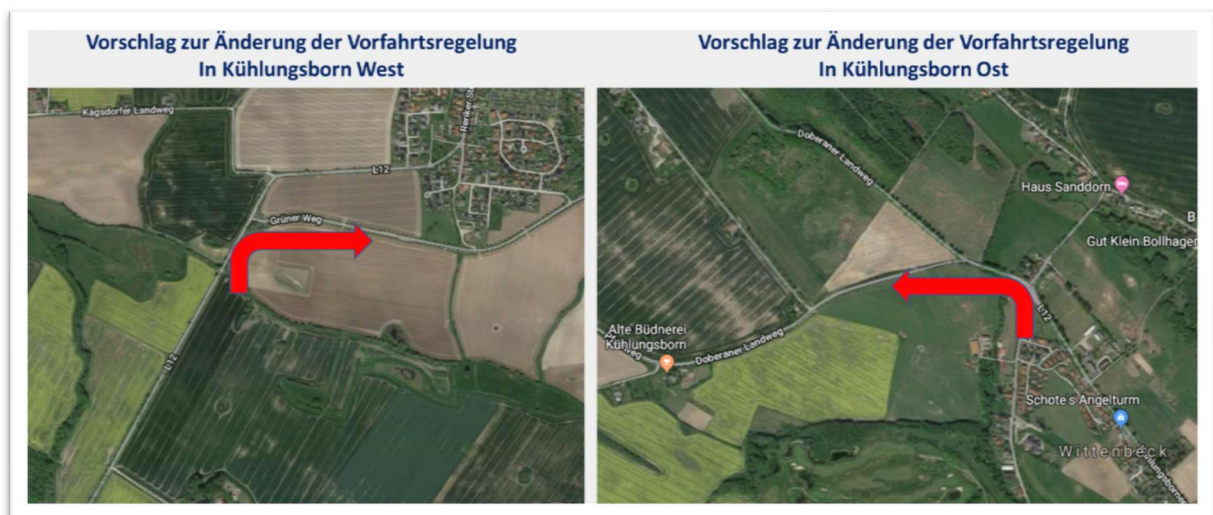 Vorschlag zur Änderung der Vorfahrtsregelung
In Kühlungsborn West
Kägsdorfer Landweg
Reriker St
L12
Grüner Weg
L12
Vorschlag zur Änderung der Vorfahrtsregelung
In Kühlungsborn Ost
Doberaner Landweg
Haus Sanddorn
B
Gut Klein Bollhagen
L12
Alte Büdnerei
Kühlungsborn
Doberaner Landweg
Schote's Angelturm
Wittenbeck